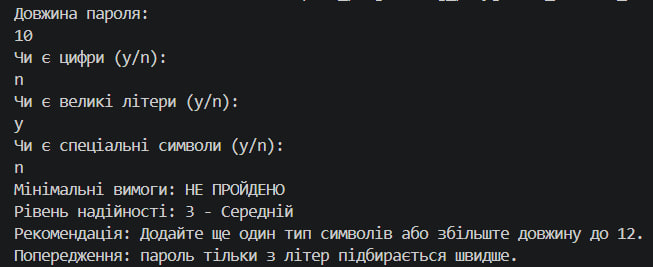 Довжина пароля:
10
Чи є цифри (y/n):
n
Чи є великі літери (y/n):
y
Чи є спеціальні символи (y/n):
n
Мінімальні вимоги: НЕ ПРОЙДЕНО
Рівень надійності: 3 - Середній
Рекомендація: Додайте ще один тип символів або збільште довжину до 12.
Попередження: пароль тільки з літер підбирається швидше.